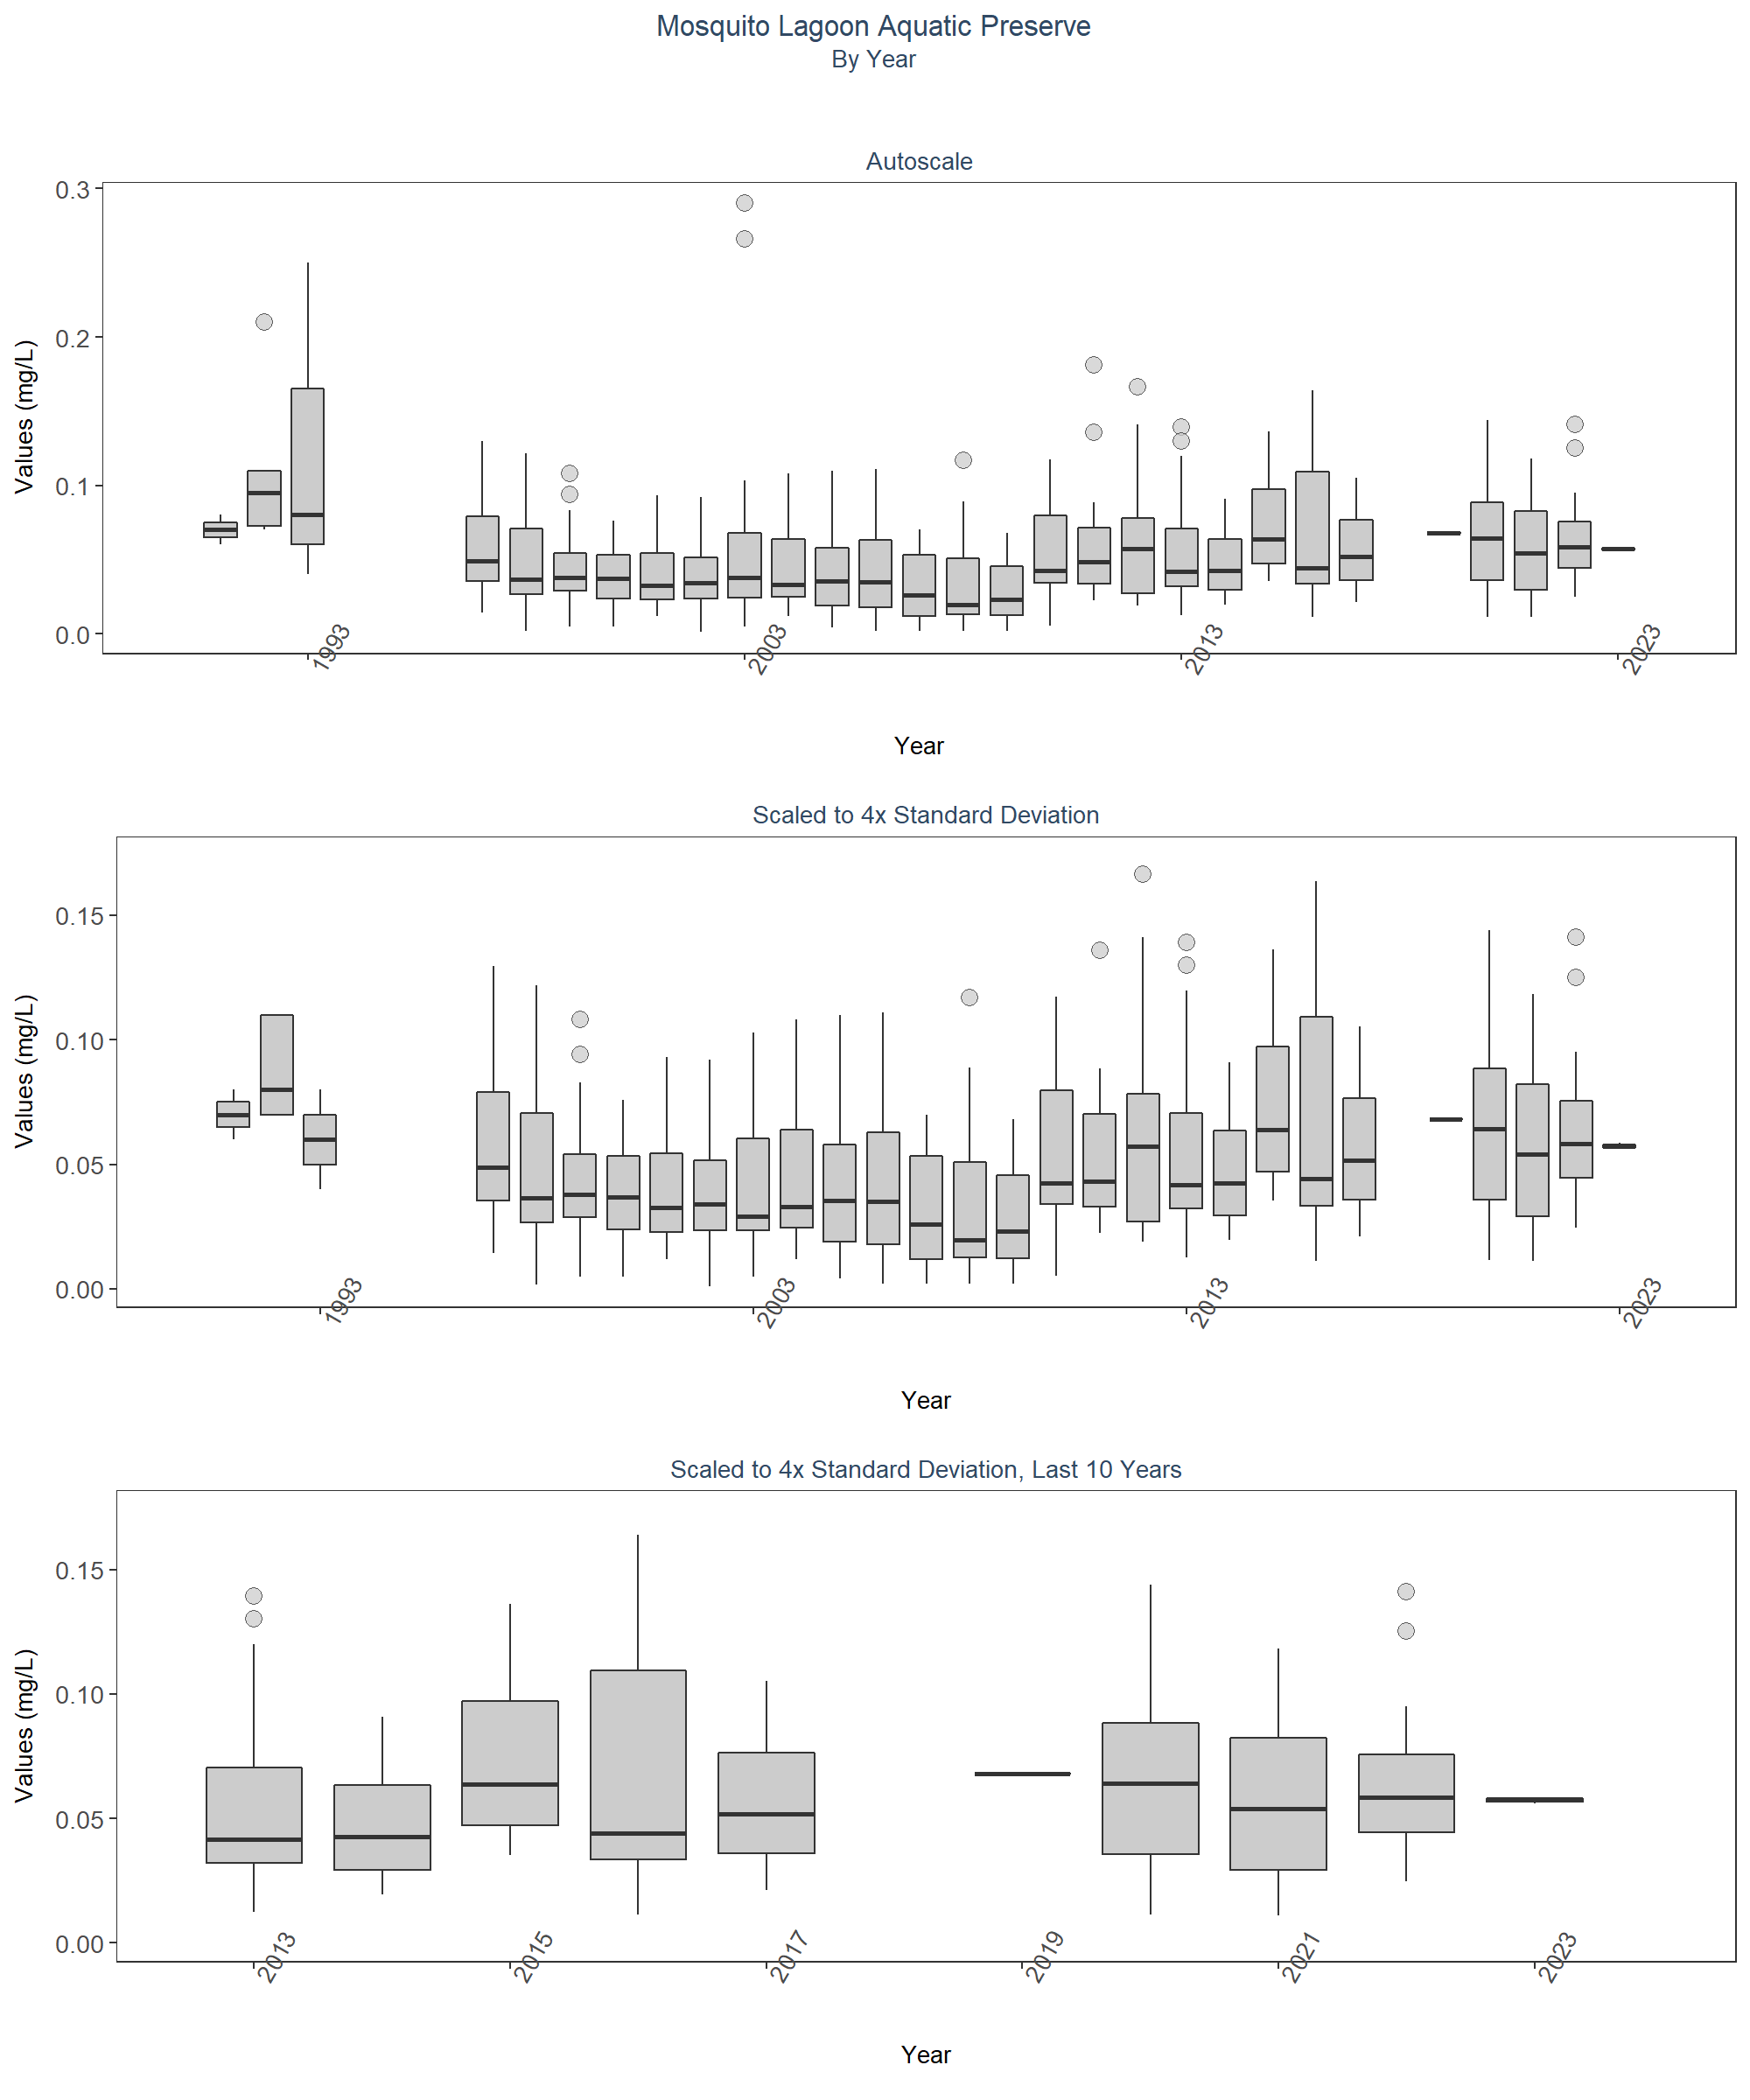 Mosquito Lagoon Aquatic Preserve
By Year
Autoscale
Values (mg/L)
0.3
0.2
0.1
0.0
1993 2003 2013 2023
Year
Scaled to 4x Standard Deviation
Values (mg/L)
0.15
0.10
0.05
0.00
1993 2003 2013 2023
Year
Scaled to 4x Standard Deviation, Last 10 Years
Values (mg/L)
0.15
0.10
0.05
0.00
2013 2015 2017 2019 2021 2023
Year